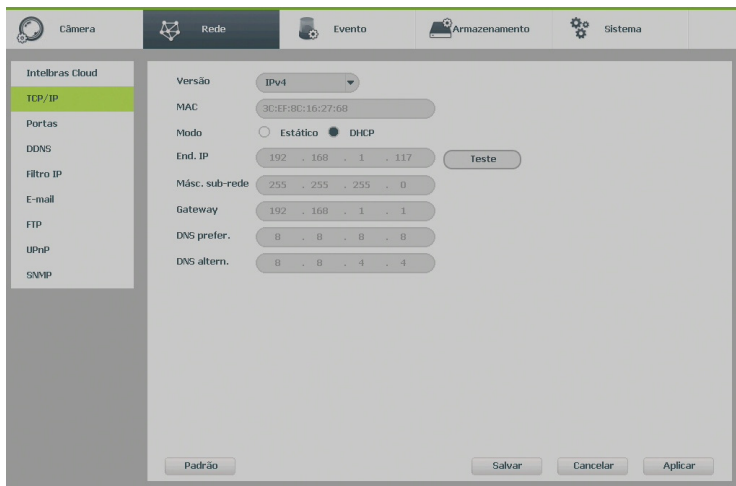 Câmera Rede Evento Armazenamento Sistema
Intelbras Cloud
TCP/IP
Portas
DDNS
Filtro IP
E-mail
FTP
UPnP
SNMP
Versão IPv4
MAC 3C:EF:8C:16:27:68
Modo Estático DHCP
End. IP 192 . 168 . 1 . 117 Teste
Másc. sub-rede 255 . 255 . 255 . 0
Gateway 192 . 168 . 1 . 1
DNS prefer. 8 . 8 . 8 . 8
DNS altern. 8 . 8 . 4 . 4
Padrão Salvar Cancelar Aplicar